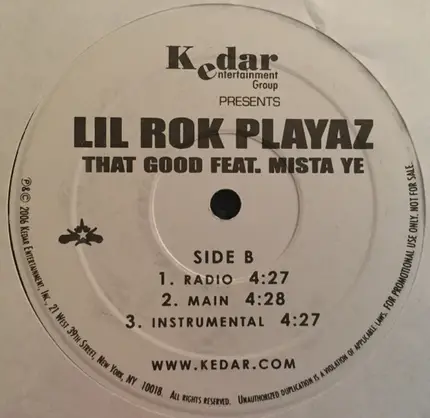 Kedar
Entertainment
Group
PRESENTS
LIL ROK PLAYAZ
THAT GOOD FEAT. MISTA YE
SIDE B
1. RADIO 4:27
2. MAIN 4:28
3. INSTRUMENTAL 4:27
WWW.KEDAR.COM
℗ & © 2006 KEDAR ENTERTAINMENT, INC., 21 WEST 39TH STREET, NEW YORK, NY 10018. ALL RIGHTS RESERVED. UNAUTHORIZED DUPLICATION IS A VIOLATION OF APPLICABLE LAWS. FOR PROMOTIONAL USE ONLY. NOT FOR SALE.